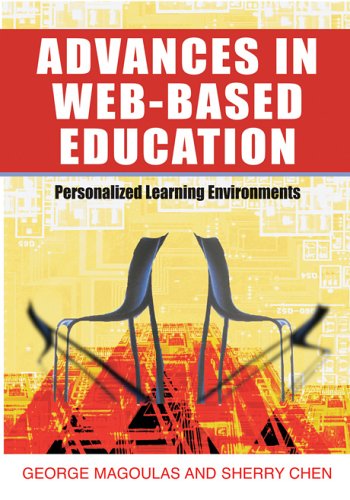 ADVANCES IN
WEB-BASED
EDUCATION
Personalized Learning Environments
GEORGE MAGOULAS AND SHERRY CHEN